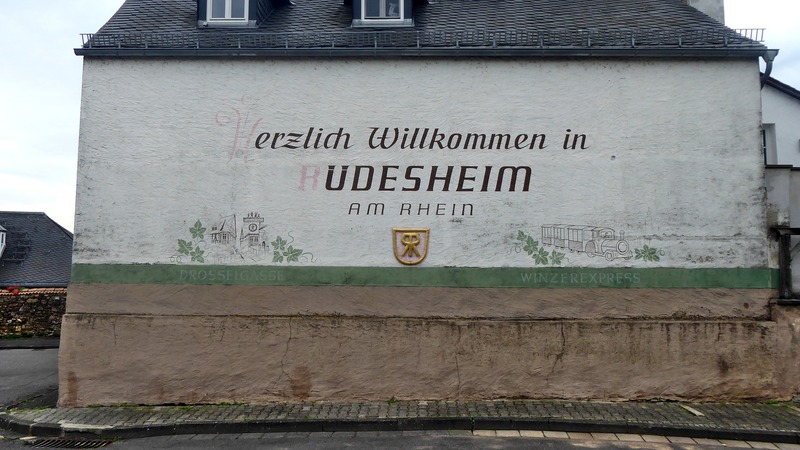 Herzlich Willkommen in
RÜDESHEIM
AM RHEIN
DROSSELGASSE
WINZEREXPRESS